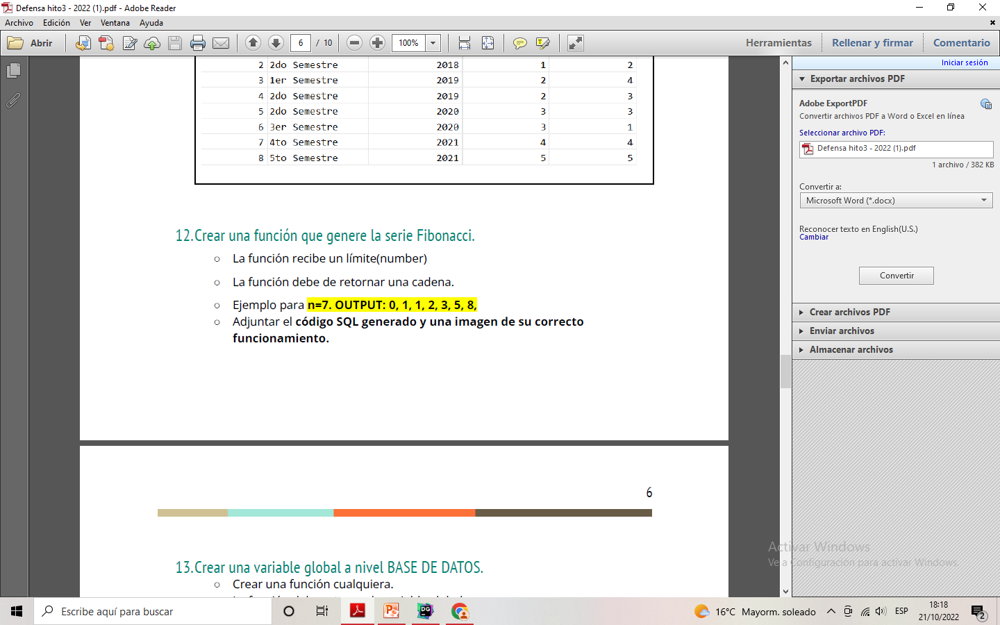 Defensa hito3 - 2022 (1).pdf - Adobe Reader
Archivo Edición Ver Ventana Ayuda
Abrir 6 / 10 100% Herramientas Rellenar y firmar Comentario
2 2do Semestre 2018 1 2
3 1er Semestre 2019 2 4
4 2do Semestre 2019 2 3
5 2do Semestre 2020 3 3
6 3er Semestre 2020 3 1
7 4to Semestre 2021 4 4
8 5to Semestre 2021 5 5
12.Crear una función que genere la serie Fibonacci.
○ La función recibe un límite(number)
○ La función debe de retornar una cadena.
○ Ejemplo para n=7. OUTPUT: 0, 1, 1, 2, 3, 5, 8,
○ Adjuntar el código SQL generado y una imagen de su correcto
funcionamiento.
6
13.Crear una variable global a nivel BASE DE DATOS.
○ Crear una función cualquiera.
Iniciar sesión
Exportar archivos PDF
Adobe ExportPDF
Convertir archivos PDF a Word o Excel en línea
Seleccionar archivo PDF:
Defensa hito3 - 2022 (1).pdf
1 archivo / 382 KB
Convertir a:
Microsoft Word (*.docx)
Reconocer texto en English(U.S.)
Cambiar
Convertir
Crear archivos PDF
Enviar archivos
Almacenar archivos
Activar Windows
Ve a Configuración para activar Windows.
Escribe aquí para buscar
DG
16°C Mayorm. soleado
ESP
18:18
21/10/2022
2